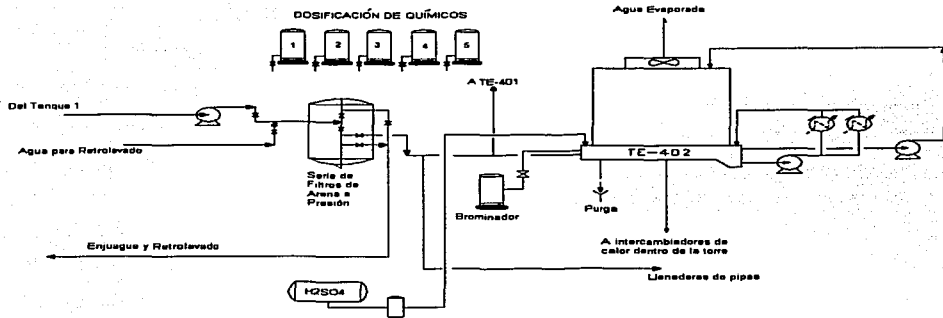 DOSIFICACIÓN DE QUÍMICOS
1 2 3 4 5
Agua Evaporada
A TE-401
Del Tanque 1
Agua para Retrolavado
Serie de
Filtros de
Arena a
Presión
TE-402
Brominador
Purga
Enjuague y Retrolavado
A intercambiadores de
calor dentro de la torre
Llenaderas de pipas
H2SO4